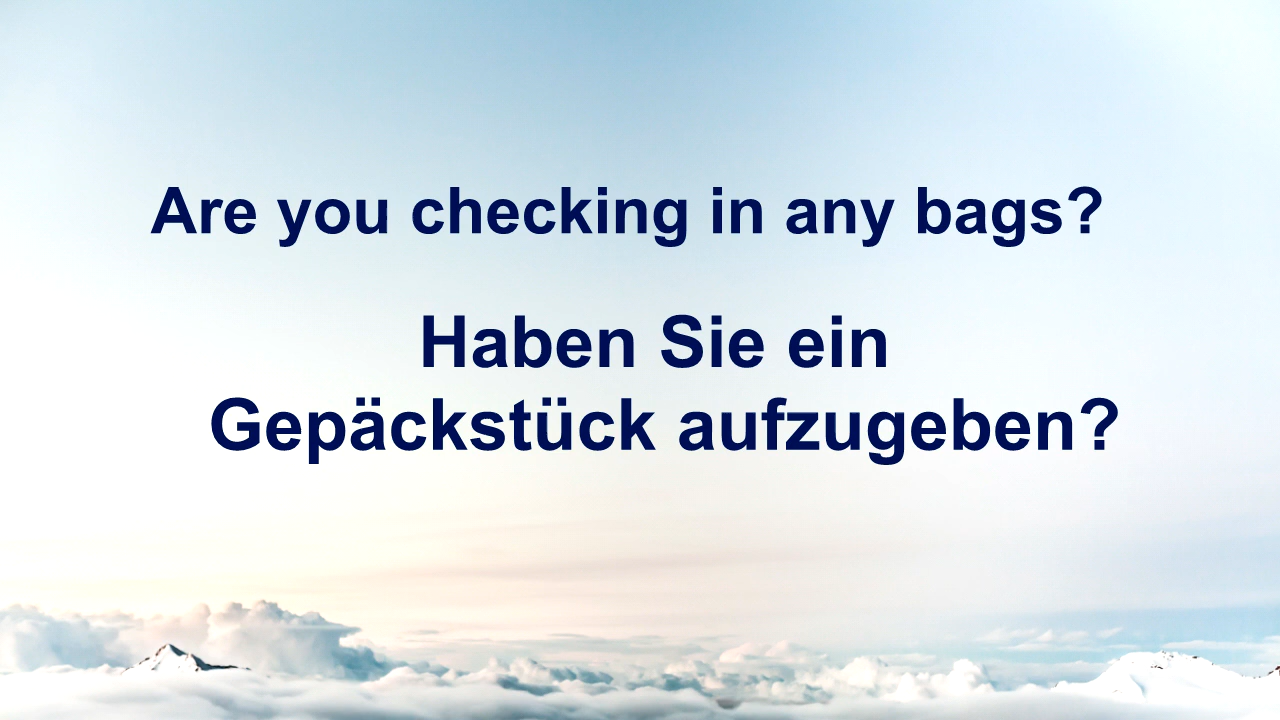 Are you checking in any bags?
Haben Sie ein
Gepäckstück aufzugeben?